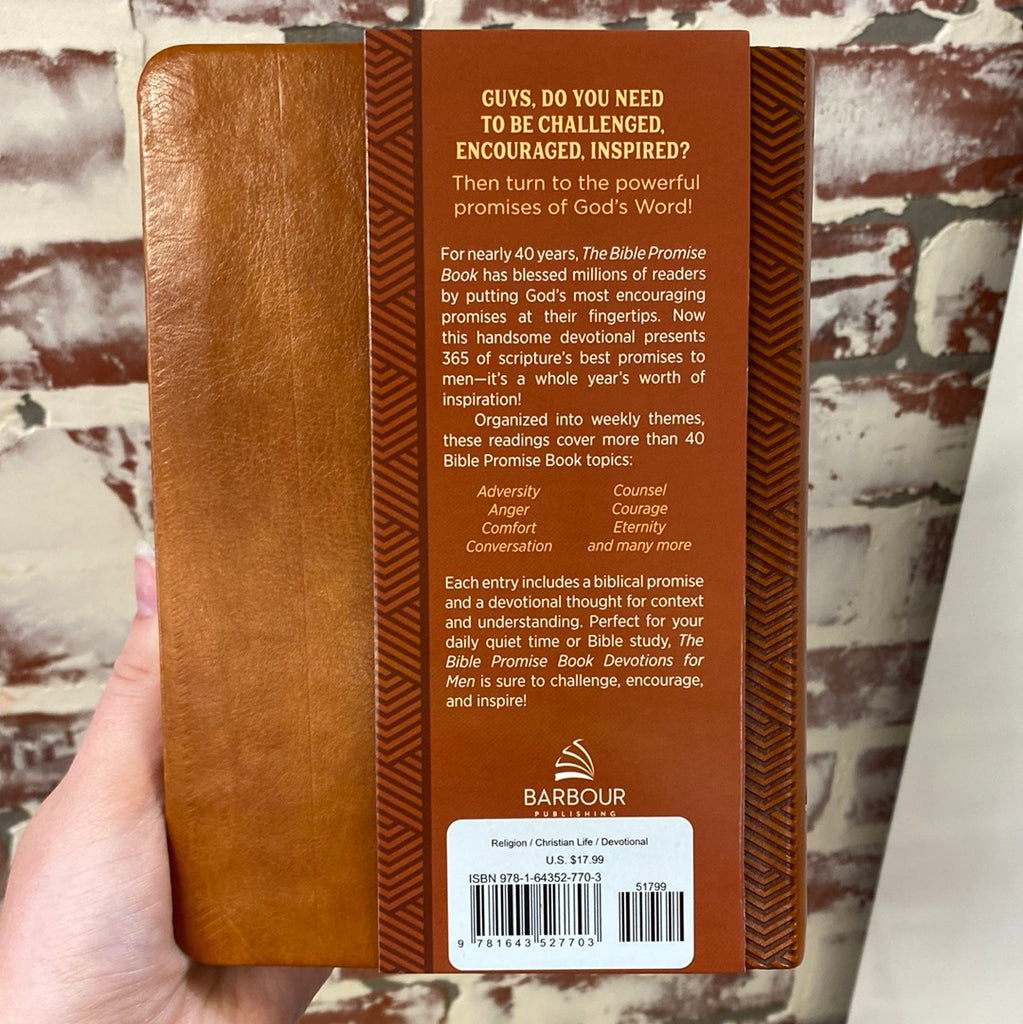 GUYS, DO YOU NEED
TO BE CHALLENGED,
ENCOURAGED, INSPIRED?
Then turn to the powerful
promises of God's Word!
For nearly 40 years, The Bible Promise
Book has blessed millions of readers
by putting God's most encouraging
promises at their fingertips. Now
this handsome devotional presents
365 of scripture's best promises to
men—it's a whole year's worth of
inspiration!
Organized into weekly themes,
these readings cover more than 40
Bible Promise Book topics:
Adversity
Anger
Comfort
Conversation
Counsel
Courage
Eternity
and many more
Each entry includes a biblical promise
and a devotional thought for context
and understanding. Perfect for your
daily quiet time or Bible study, The
Bible Promise Book Devotions for
Men is sure to challenge, encourage,
and inspire!
BARBOUR
PUBLISHING
Religion / Christian Life / Devotional
U.S. $17.99
ISBN 978-1-64352-770-3
51799
9 781643 527703